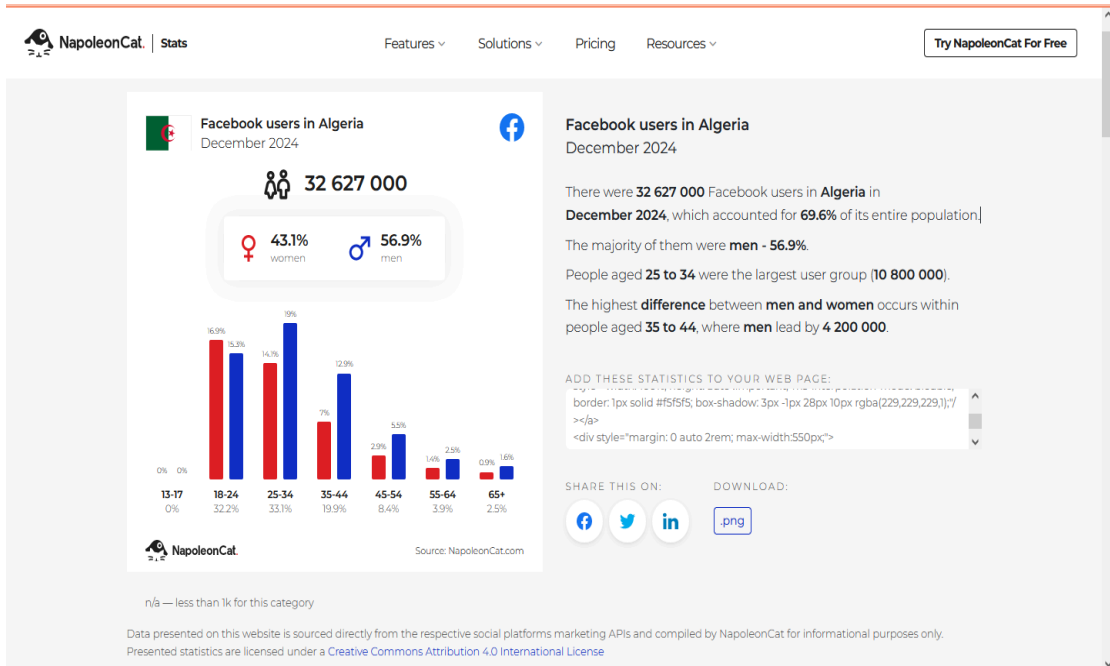 NapoleonCat. | Stats
Features
Solutions
Pricing
Resources
Try NapoleonCat For Free
Facebook users in Algeria
December 2024
32 627 000
43.1%
women
56.9%
men
0% 0%
16.9% 15.3%
14.1% 19%
7% 12.9%
2.9% 5.5%
1.4% 2.5%
0.9% 1.6%
13-17 18-24 25-34 35-44 45-54 55-64 65+
0% 32.2% 33.1% 19.9% 8.4% 3.9% 2.5%
NapoleonCat.
Source: NapoleonCat.com
Facebook users in Algeria
December 2024
There were 32 627 000 Facebook users in Algeria in
December 2024, which accounted for 69.6% of its entire population.
The majority of them were men - 56.9%.
People aged 25 to 34 were the largest user group (10 800 000).
The highest difference between men and women occurs within
people aged 35 to 44, where men lead by 4 200 000.
ADD THESE STATISTICS TO YOUR WEB PAGE:
border: 1px solid #f5f5f5; box-shadow: 3px -1px 28px 10px rgba(229,229,229,1);"/
></a>
<div style="margin: 0 auto 2rem; max-width:550px;">
SHARE THIS ON:
DOWNLOAD:
.png
n/a — less than 1k for this category
Data presented on this website is sourced directly from the respective social platforms marketing APIs and compiled by NapoleonCat for informational purposes only.
Presented statistics are licensed under a Creative Commons Attribution 4.0 International License